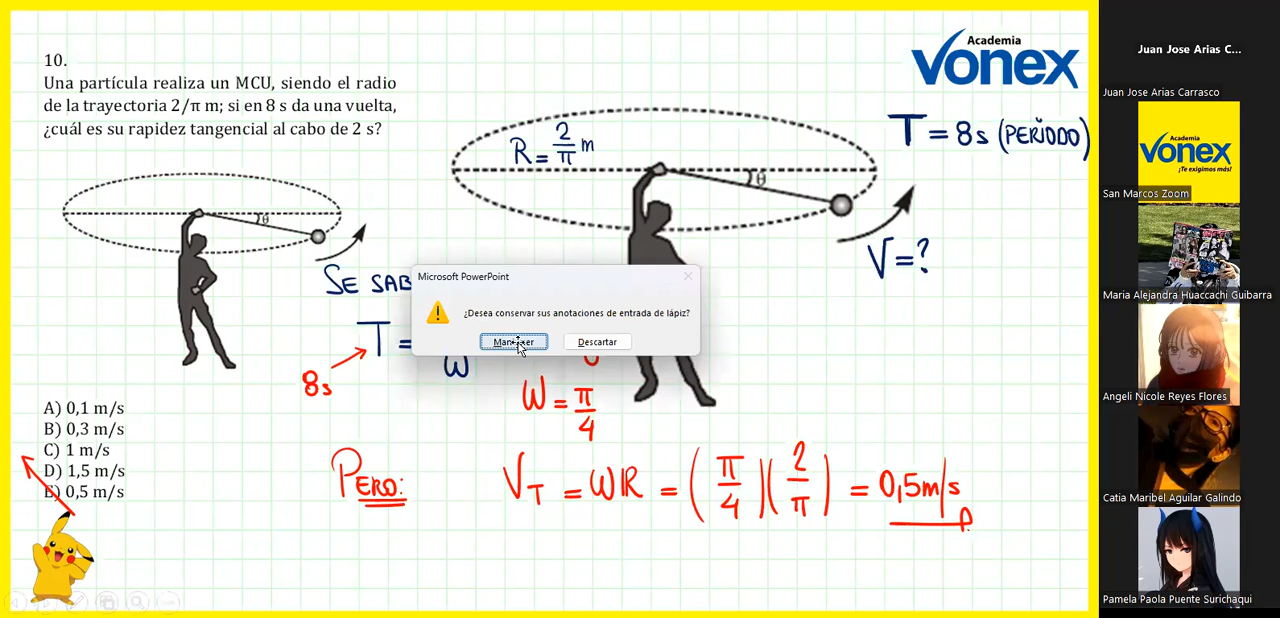 10.
Una partícula realiza un MCU, siendo el radio
de la trayectoria 2/π m; si en 8 s da una vuelta,
¿cuál es su rapidez tangencial al cabo de 2 s?
θ
A) 0,1 m/s
B) 0,3 m/s
C) 1 m/s
D) 1,5 m/s
E) 0,5 m/s
Academia
Vonex
R = 2/π m
θ
T = 8s (PERÍODO)
V = ?
SE SAB
T =
ω
8s
ω = π/4
PERO:
V_T = ωR = (π/4)(2/π) = 0,5m/s
Microsoft PowerPoint
¿Desea conservar sus anotaciones de entrada de lápiz?
Descartar
Juan Jose Arias C...
Juan Jose Arias Carrasco
Academia
Vonex
¡Te exigimos más!
San Marcos Zoom
Maria Alejandra Huaccachi Guibarra
Angeli Nicole Reyes Flores
Catia Maribel Aguilar Galindo
Pamela Paola Puente Surichaqui